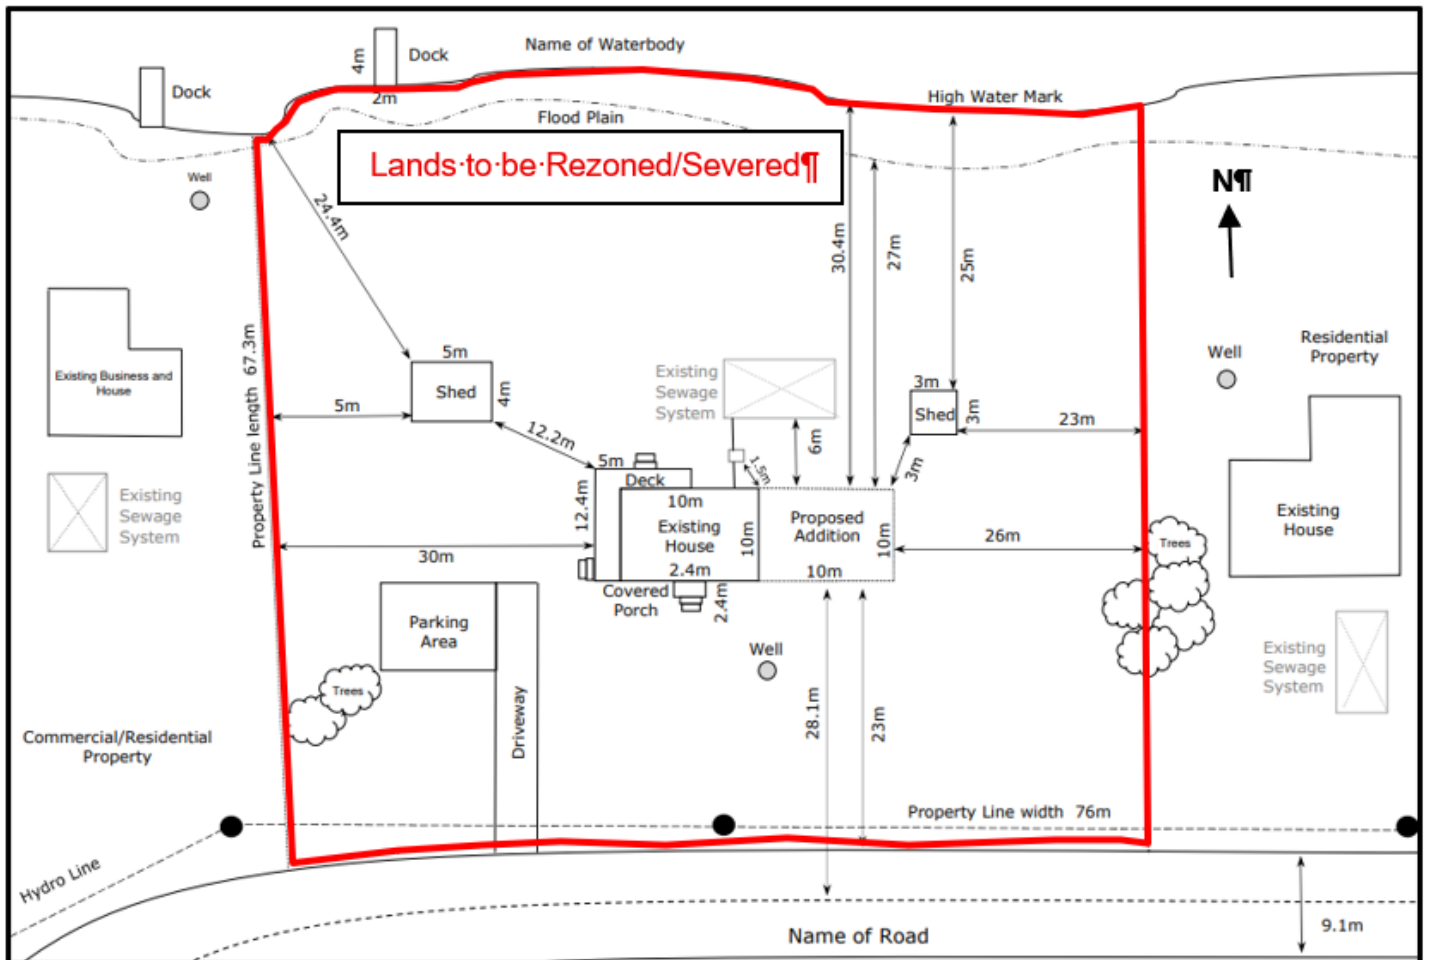 Name of Waterbody
Dock
4m
Dock
2m
High Water Mark
Flood Plain
Lands·to·be·Rezoned/Severed¶
Well
N¶
24.4m
30.4m
27m
25m
Property Line length 67.3m
Residential
Property
Well
Existing Business and
House
5m
Shed
4m
5m
Existing
Sewage
System
3m
Shed
3m
23m
12.2m
6m
3m
1.5m
5m
Deck
12.4m
10m
Existing
House
10m
2.4m
Proposed
Addition
10m
10m
26m
30m
Existing
Sewage
System
Trees
Existing
House
Covered
Porch
2.4m
Parking
Area
Well
Existing
Sewage
System
Trees
Driveway
28.1m
23m
Commercial/Residential
Property
Property Line width 76m
Hydro Line
Name of Road
9.1m